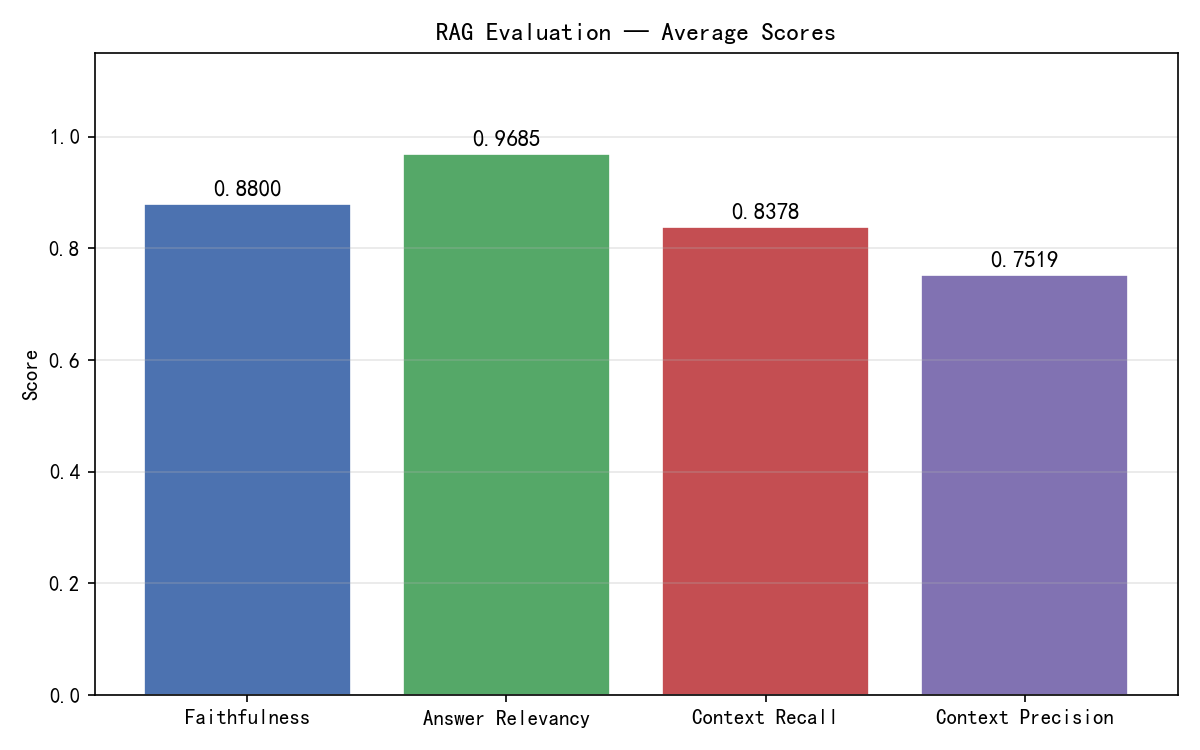 RAG Evaluation — Average Scores
1.0
0.8
0.6
0.4
0.2
0.0
Score
0.8800
0.9685
0.8378
0.7519
Faithfulness
Answer Relevancy
Context Recall
Context Precision